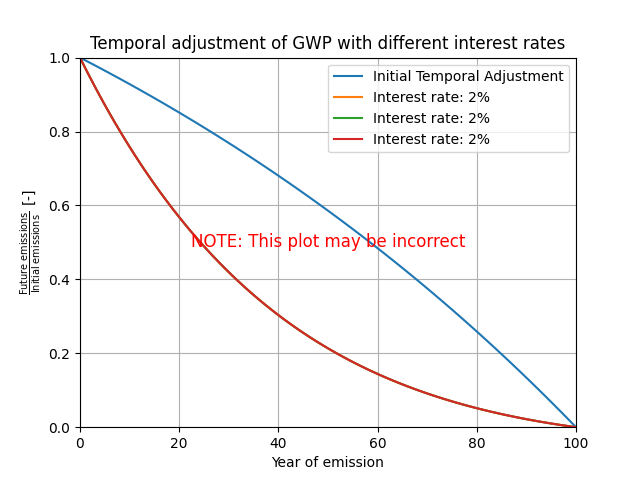 Temporal adjustment of GWP with different interest rates
1.0
0.8
0.6
0.4
0.2
0.0
Future emissions
Initial emissions
[-]
Initial Temporal Adjustment
Interest rate: 2%
Interest rate: 2%
Interest rate: 2%
NOTE: This plot may be incorrect
0 20 40 60 80 100
Year of emission